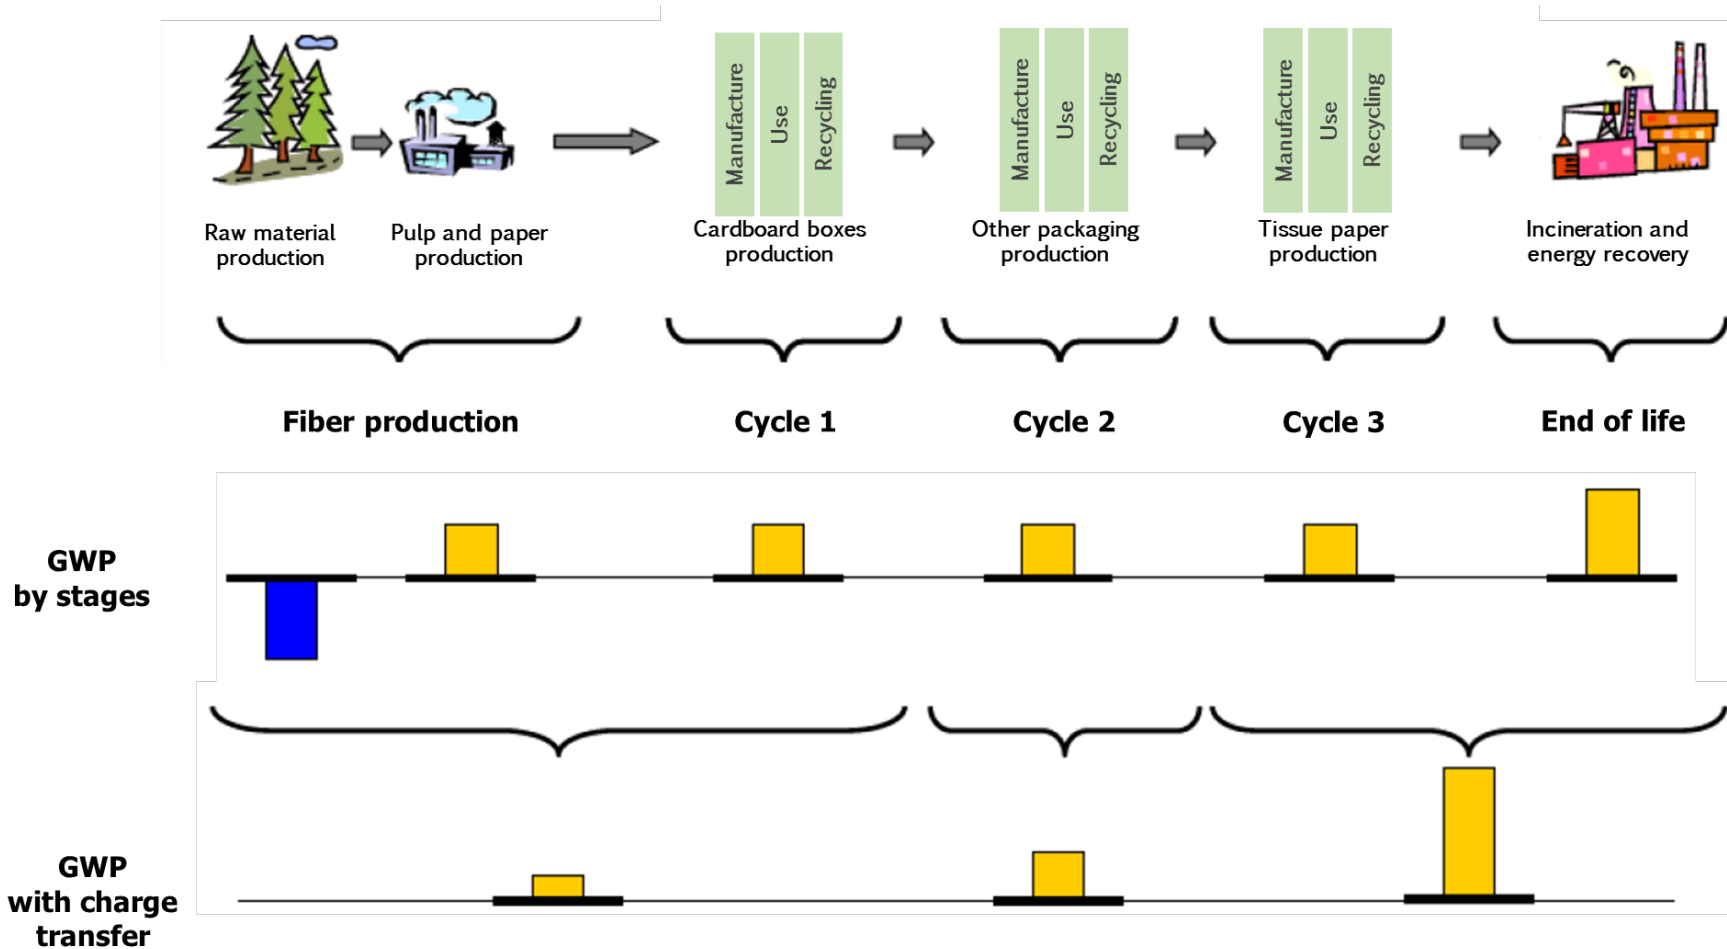 Manufacture
Use
Recycling
Manufacture
Use
Recycling
Manufacture
Use
Recycling
Raw material
production
Pulp and paper
production
Cardboard boxes
production
Other packaging
production
Tissue paper
production
Incineration and
energy recovery
Fiber production
Cycle 1
Cycle 2
Cycle 3
End of life
GWP
by stages
GWP
with charge
transfer